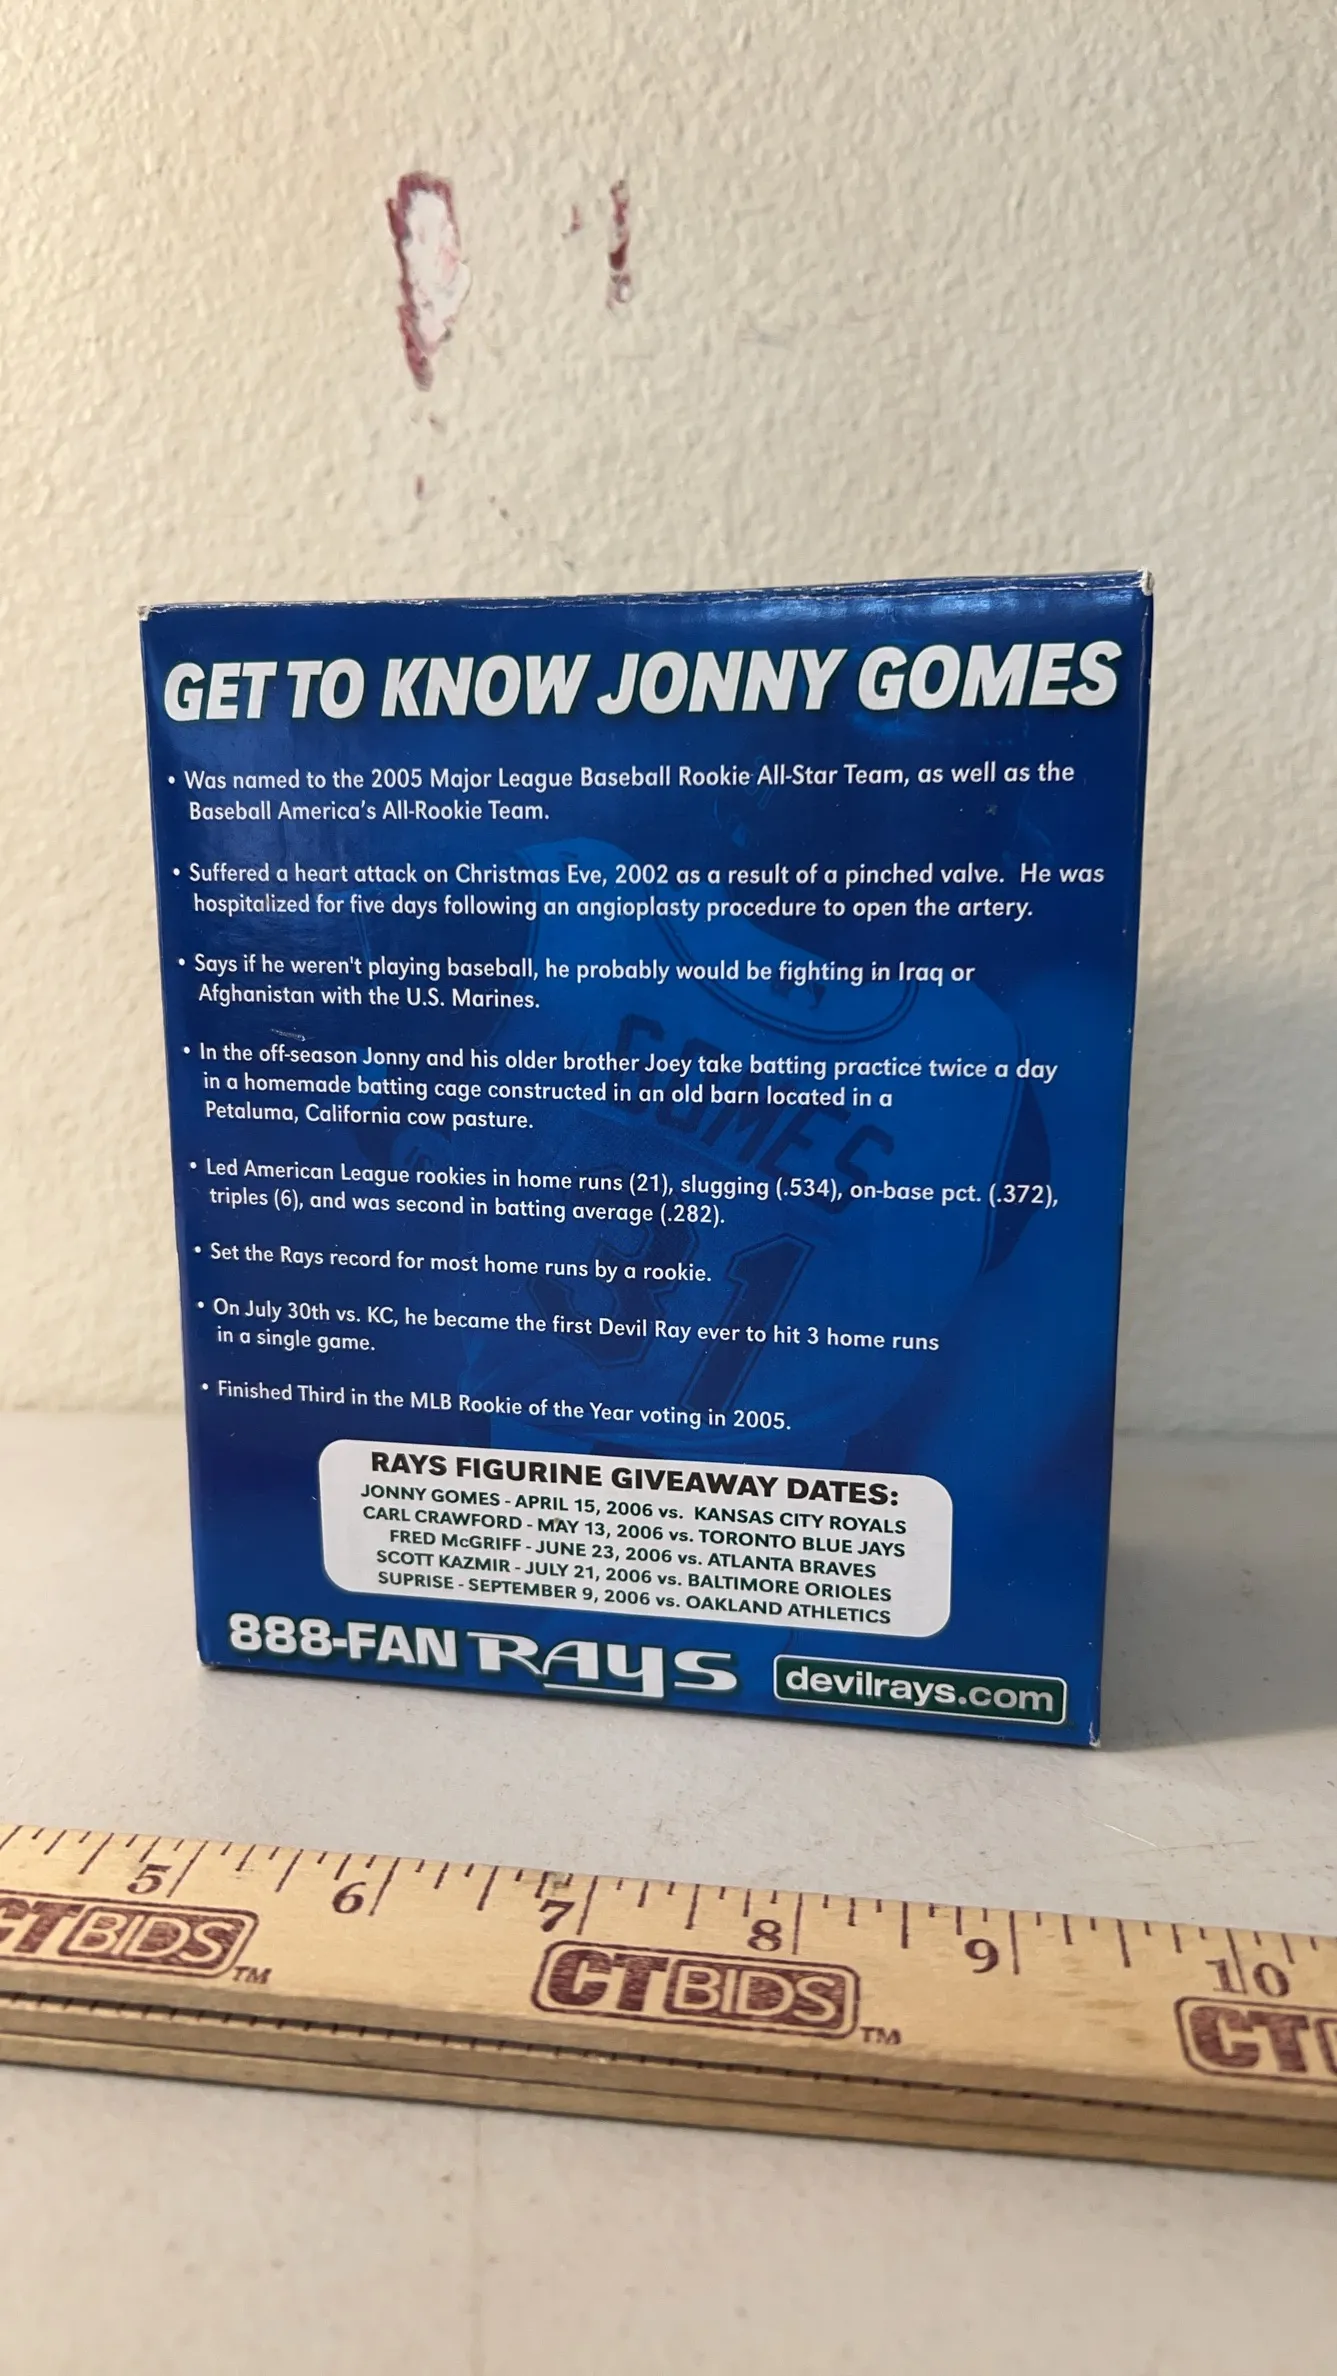 GET TO KNOW JONNY GOMES
• Was named to the 2005 Major League Baseball Rookie All-Star Team, as well as the
Baseball America's All-Rookie Team.
• Suffered a heart attack on Christmas Eve, 2002 as a result of a pinched valve. He was
hospitalized for five days following an angioplasty procedure to open the artery.
• Says if he weren't playing baseball, he probably would be fighting in Iraq or
Afghanistan with the U.S. Marines.
• In the off-season Jonny and his older brother Joey take batting practice twice a day
in a homemade batting cage constructed in an old barn located in a
Petaluma, California cow pasture.
• Led American League rookies in home runs (21), slugging (.534), on-base pct. (.372),
triples (6), and was second in batting average (.282).
• Set the Rays record for most home runs by a rookie.
• On July 30th vs. KC, he became the first Devil Ray ever to hit 3 home runs
in a single game.
• Finished Third in the MLB Rookie of the Year voting in 2005.
GOMES
31
RAYS FIGURINE GIVEAWAY DATES:
JONNY GOMES - APRIL 15, 2006 vs. KANSAS CITY ROYALS
CARL CRAWFORD - MAY 13, 2006 vs. TORONTO BLUE JAYS
FRED McGRIFF - JUNE 23, 2006 vs. ATLANTA BRAVES
SCOTT KAZMIR - JULY 21, 2006 vs. BALTIMORE ORIOLES
SUPRISE - SEPTEMBER 9, 2006 vs. OAKLAND ATHLETICS
888-FAN RAYS devilrays.com
5 6 7 8 9 10
CTBIDS™ CTBIDS™ CT